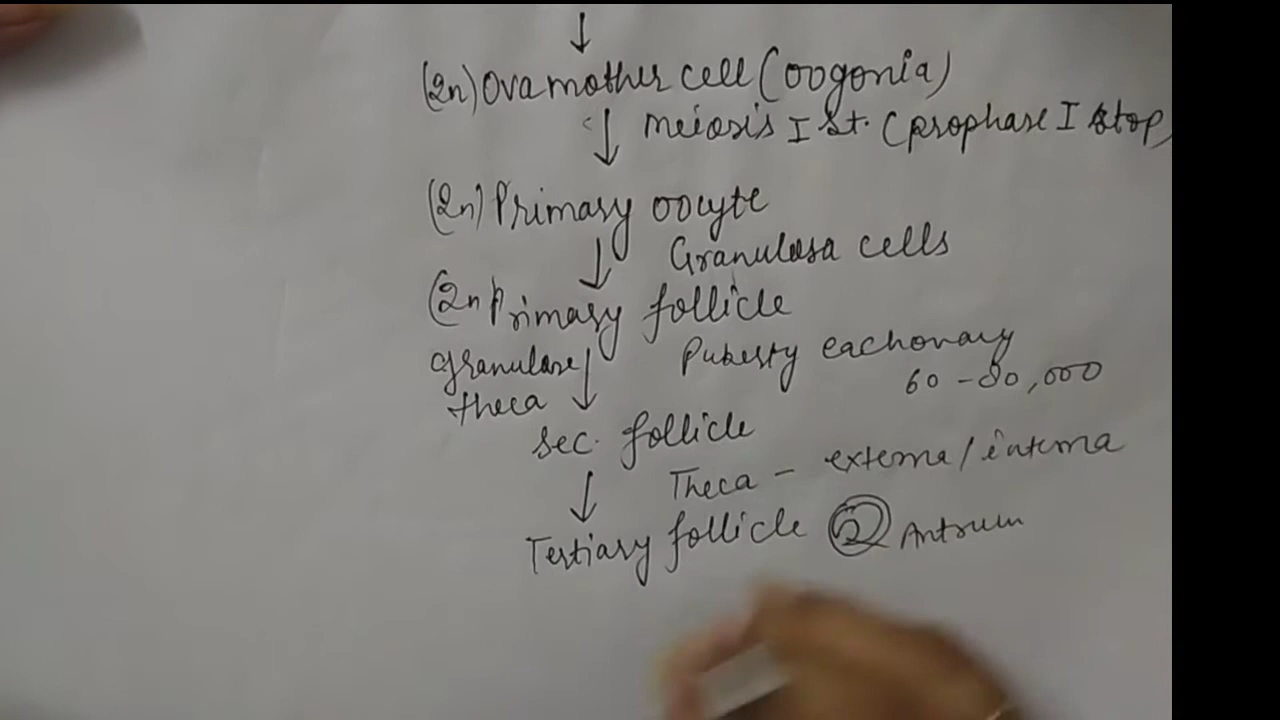 ↓
(2n) Ova mother cell (oogonia)
↓ meiosis I st. (prophase I stop)
(2n) Primary oocyte
↓ Granulosa cells
(2n) Primary follicle
granulose theca ↓ Puberty each ovary 60-80,000
sec. follicle
↓ Theca - externa/interna
Tertiary follicle Antrum